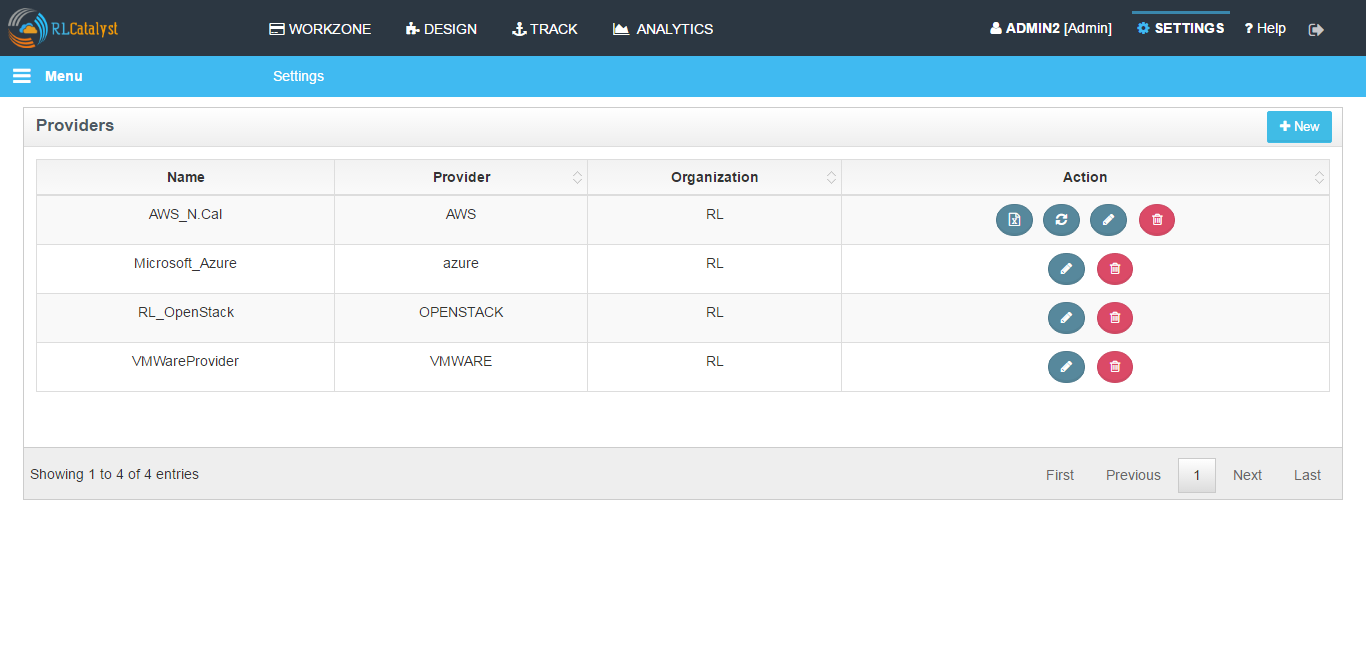 RLCatalyst WORKZONE DESIGN TRACK ANALYTICS ADMIN2 [Admin] SETTINGS ? Help
Menu Settings
Providers New
Name Provider Organization Action
AWS_N.Cal AWS RL
Microsoft_Azure azure RL
RL_OpenStack OPENSTACK RL
VMWareProvider VMWARE RL
Showing 1 to 4 of 4 entries First Previous 1 Next Last